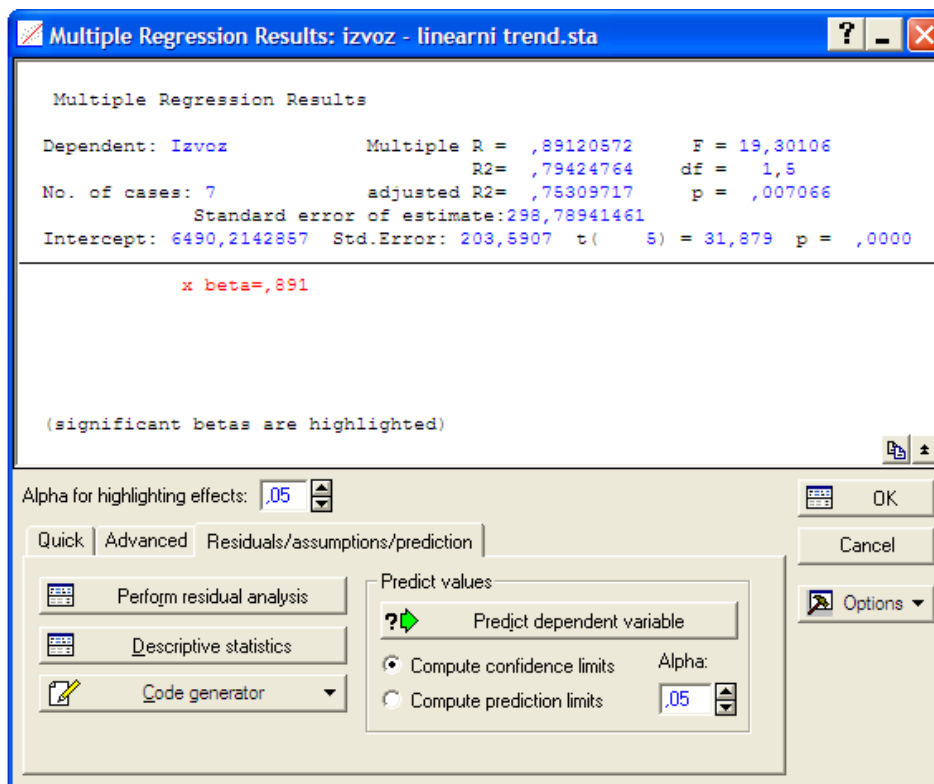 Multiple Regression Results: izvoz - linearni trend.sta
Multiple Regression Results
Dependent: Izvoz Multiple R = ,89120572 F = 19,30106
R2= ,79424764 df = 1,5
No. of cases: 7 adjusted R2= ,75309717 p = ,007066
Standard error of estimate:298,78941461
Intercept: 6490,2142857 Std.Error: 203,5907 t( 5) = 31,879 p = ,0000
x beta=,891
(significant betas are highlighted)
Alpha for highlighting effects: ,05
OK
Quick Advanced Residuals/assumptions/prediction
Cancel
Perform residual analysis
Descriptive statistics
Code generator
Predict values
Predict dependent variable
Compute confidence limits
Compute prediction limits
Alpha:
,05
Options